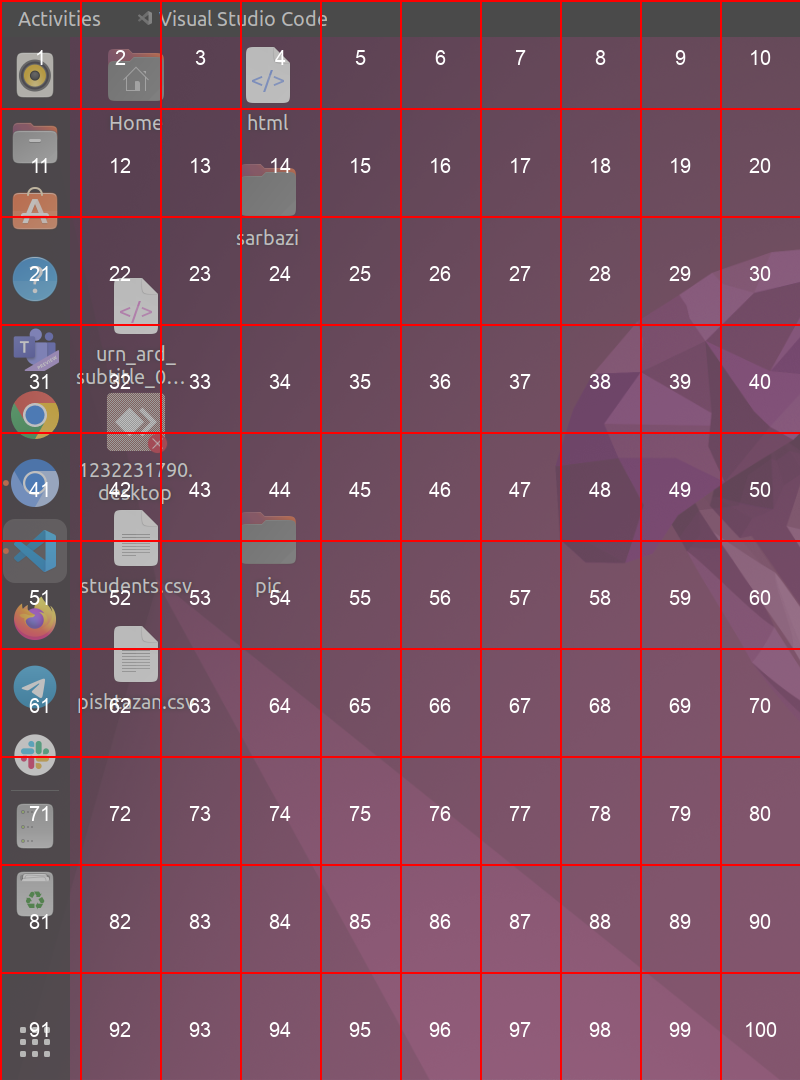 Activities Visual Studio Code
1 2 3 4 5 6 7 8 9 10
Home html
11 12 13 14 15 16 17 18 19 20
sarbazi
21 22 23 24 25 26 27 28 29 30
urn_ard_
subtitle_0...
31 32 33 34 35 36 37 38 39 40
1232231790.
desktop
41 42 43 44 45 46 47 48 49 50
students.csv pic
51 52 53 54 55 56 57 58 59 60
pishtazan.csv
61 62 63 64 65 66 67 68 69 70
71 72 73 74 75 76 77 78 79 80
81 82 83 84 85 86 87 88 89 90
91 92 93 94 95 96 97 98 99 100